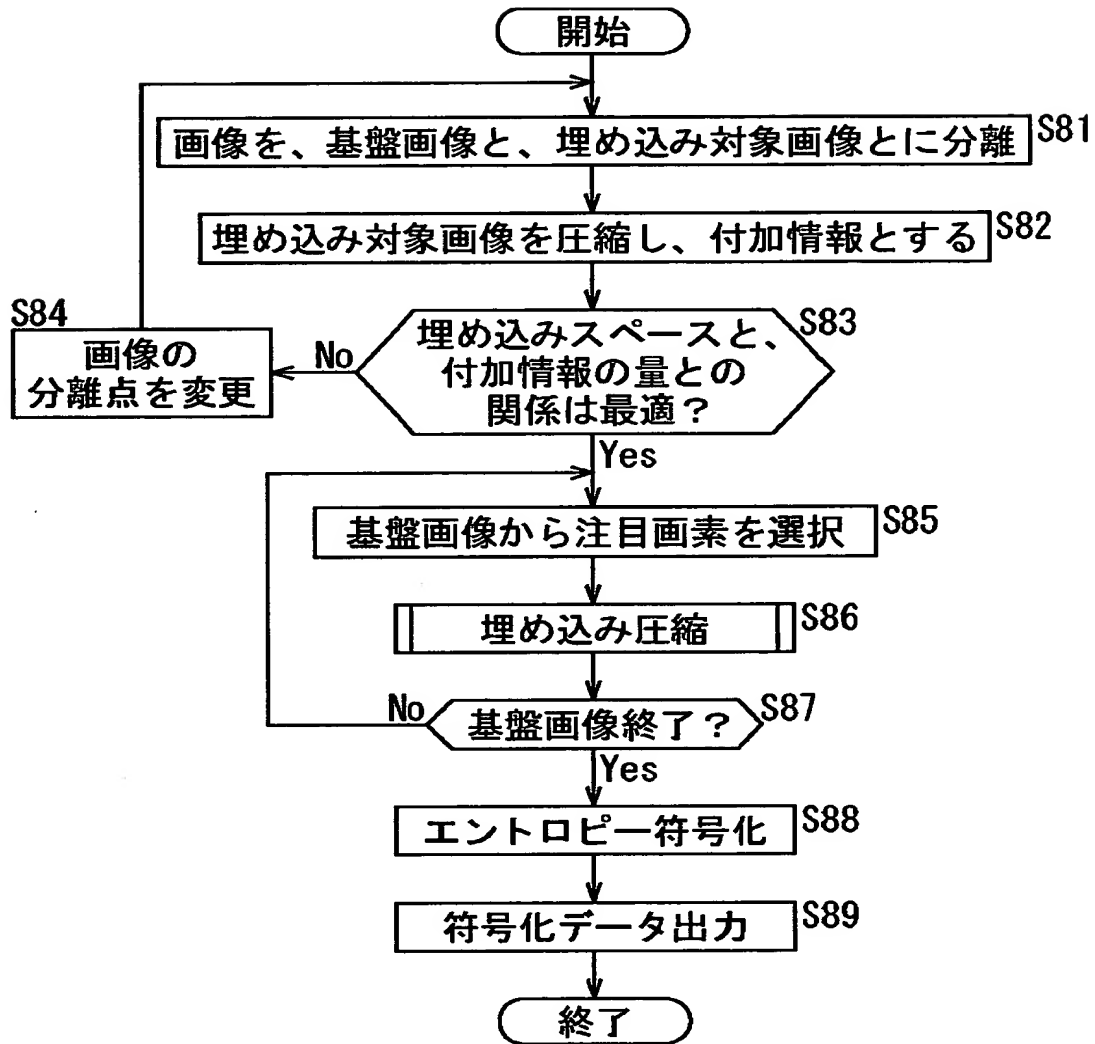 開始
画像を、基盤画像と、埋め込み対象画像とに分離
S81
埋め込み対象画像を圧縮し、付加情報とする
S82
埋め込みスペースと、
付加情報の量との
関係は最適？
S83
No
S84
画像の
分離点を変更
Yes
基盤画像から注目画素を選択
S85
埋め込み圧縮
S86
基盤画像終了？
S87
No
Yes
エントロピー符号化
S88
符号化データ出力
S89
終了